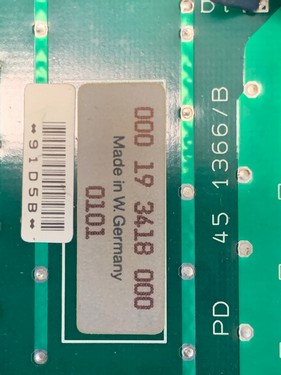 000 19 3418 000
Made in W. Germany
0101
*91D5B*
PD 45 1366/B